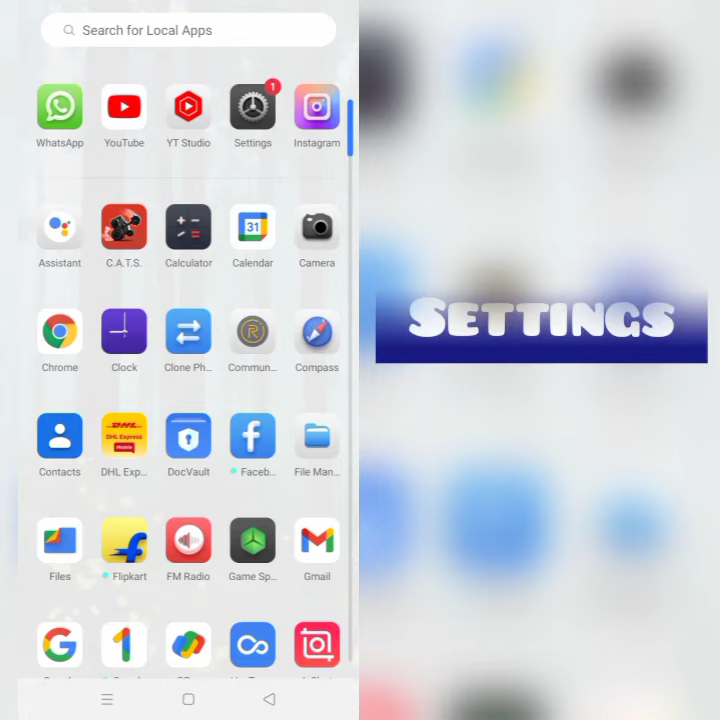 Search for Local Apps
1
WhatsApp YouTube YT Studio Settings Instagram
31
Assistant C.A.T.S. Calculator Calendar Camera
Chrome Clock Clone Ph... Commun... Compass
DHL
DHL Express
Mobile
Contacts DHL Exp... DocVault Faceb... File Man...
Files Flipkart FM Radio Game Sp... Gmail
SETTINGS